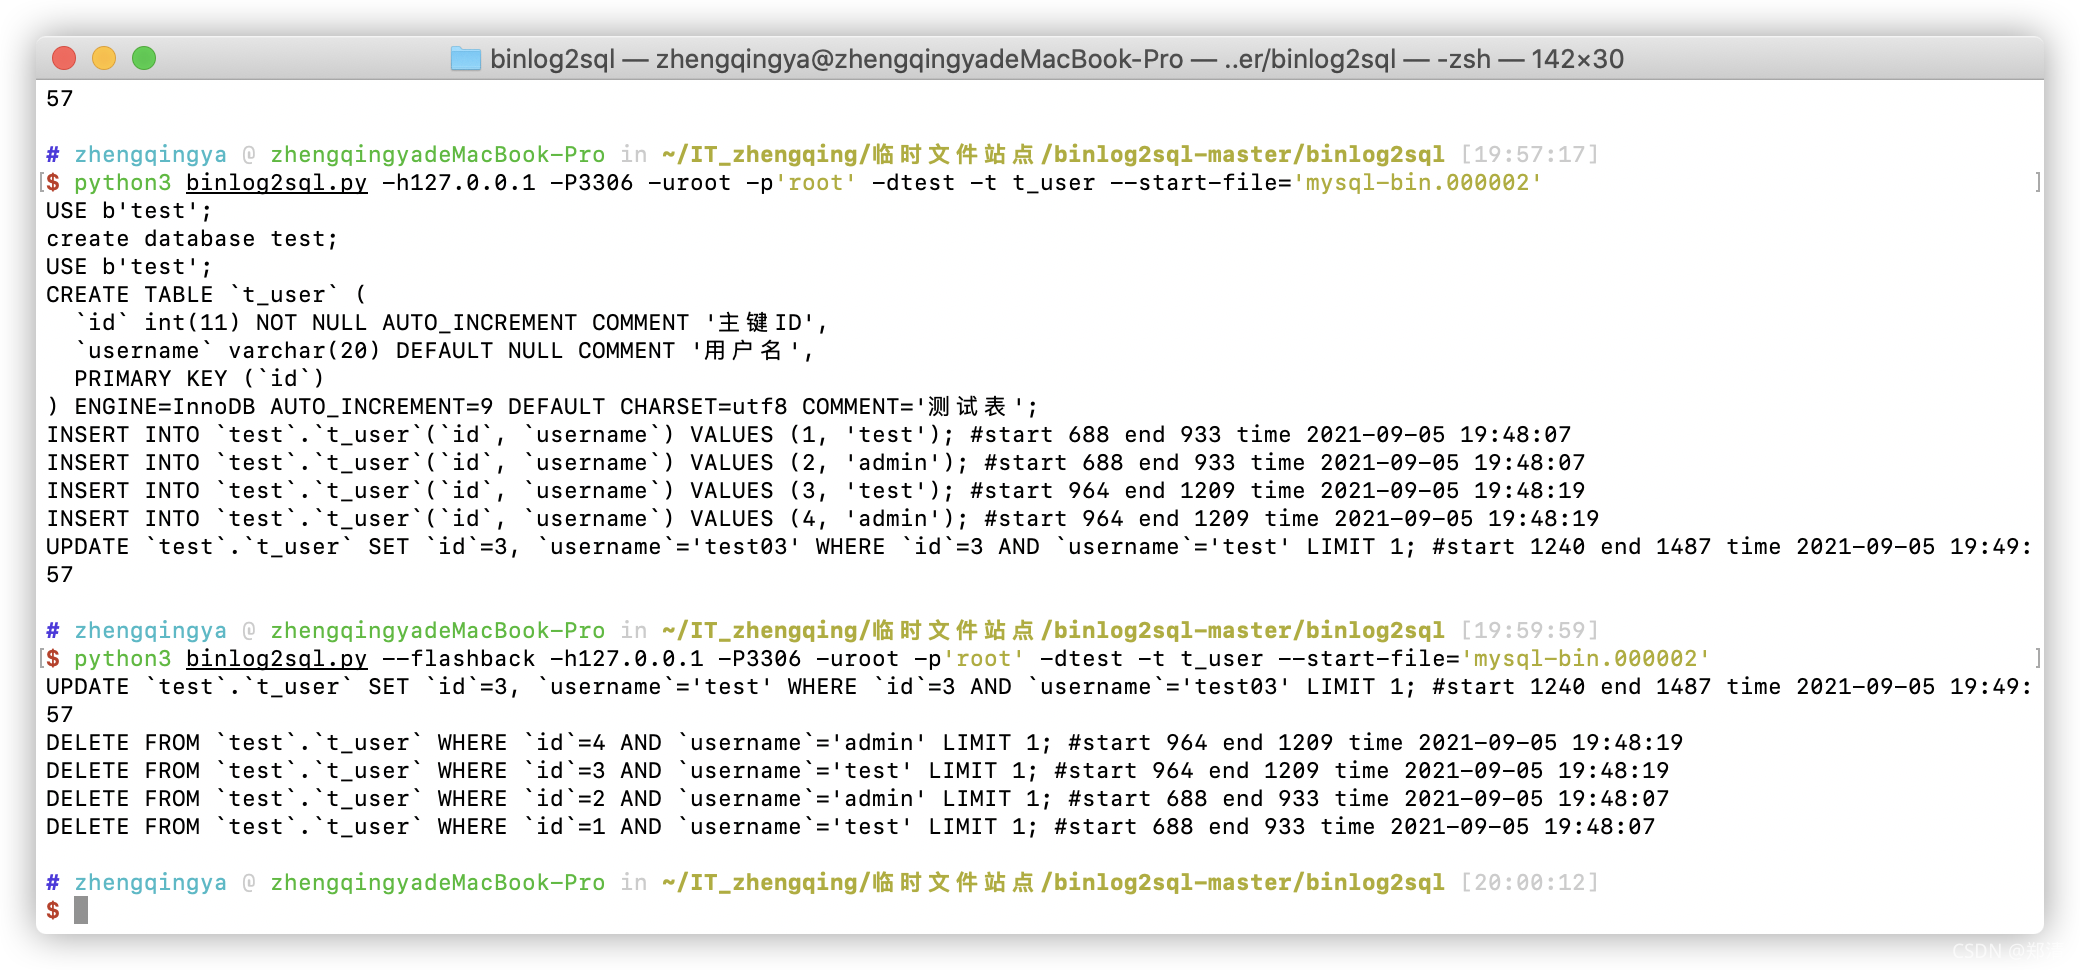 binlog2sql — zhengqingya@zhengqingyadeMacBook-Pro — ..er/binlog2sql — -zsh — 142×30
57
# zhengqingya @ zhengqingyadeMacBook-Pro in ~/IT_zhengqing/临时文件站点/binlog2sql-master/binlog2sql [19:57:17]
[$ python3 binlog2sql.py -h127.0.0.1 -P3306 -uroot -p'root' -dtest -t t_user --start-file='mysql-bin.000002' ]
USE b'test';
create database test;
USE b'test';
CREATE TABLE `t_user` (
  `id` int(11) NOT NULL AUTO_INCREMENT COMMENT '主键ID',
  `username` varchar(20) DEFAULT NULL COMMENT '用户名',
  PRIMARY KEY (`id`)
) ENGINE=InnoDB AUTO_INCREMENT=9 DEFAULT CHARSET=utf8 COMMENT='测试表';
INSERT INTO `test`.`t_user`(`id`, `username`) VALUES (1, 'test'); #start 688 end 933 time 2021-09-05 19:48:07
INSERT INTO `test`.`t_user`(`id`, `username`) VALUES (2, 'admin'); #start 688 end 933 time 2021-09-05 19:48:07
INSERT INTO `test`.`t_user`(`id`, `username`) VALUES (3, 'test'); #start 964 end 1209 time 2021-09-05 19:48:19
INSERT INTO `test`.`t_user`(`id`, `username`) VALUES (4, 'admin'); #start 964 end 1209 time 2021-09-05 19:48:19
UPDATE `test`.`t_user` SET `id`=3, `username`='test03' WHERE `id`=3 AND `username`='test' LIMIT 1; #start 1240 end 1487 time 2021-09-05 19:49:
57
# zhengqingya @ zhengqingyadeMacBook-Pro in ~/IT_zhengqing/临时文件站点/binlog2sql-master/binlog2sql [19:59:59]
[$ python3 binlog2sql.py --flashback -h127.0.0.1 -P3306 -uroot -p'root' -dtest -t t_user --start-file='mysql-bin.000002' ]
UPDATE `test`.`t_user` SET `id`=3, `username`='test' WHERE `id`=3 AND `username`='test03' LIMIT 1; #start 1240 end 1487 time 2021-09-05 19:49:
57
DELETE FROM `test`.`t_user` WHERE `id`=4 AND `username`='admin' LIMIT 1; #start 964 end 1209 time 2021-09-05 19:48:19
DELETE FROM `test`.`t_user` WHERE `id`=3 AND `username`='test' LIMIT 1; #start 964 end 1209 time 2021-09-05 19:48:19
DELETE FROM `test`.`t_user` WHERE `id`=2 AND `username`='admin' LIMIT 1; #start 688 end 933 time 2021-09-05 19:48:07
DELETE FROM `test`.`t_user` WHERE `id`=1 AND `username`='test' LIMIT 1; #start 688 end 933 time 2021-09-05 19:48:07
# zhengqingya @ zhengqingyadeMacBook-Pro in ~/IT_zhengqing/临时文件站点/binlog2sql-master/binlog2sql [20:00:12]
$
CSDN